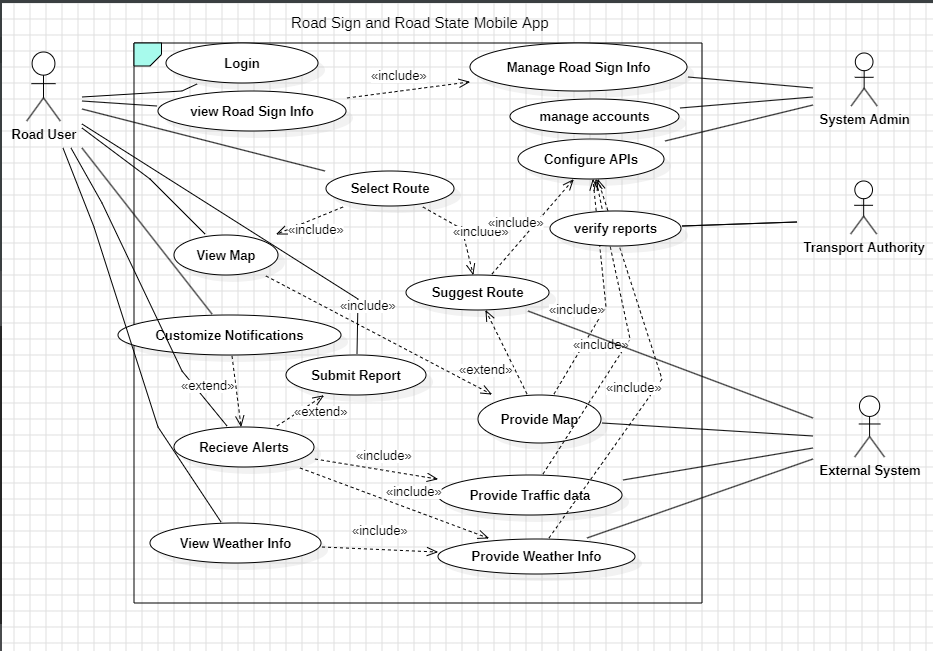 Road Sign and Road State Mobile App
Login
Manage Road Sign Info
«include»
view Road Sign Info
manage accounts
System Admin
Road User
Configure APIs
Select Route
«include»
«include»
«include»
verify reports
Transport Authority
View Map
Suggest Route
«include»
«include»
Customize Notifications
«include»
«extend»
Submit Report
«extend»
«include»
«extend»
Provide Map
Recieve Alerts
«include»
External System
«include»
Provide Traffic data
«include»
View Weather Info
Provide Weather Info